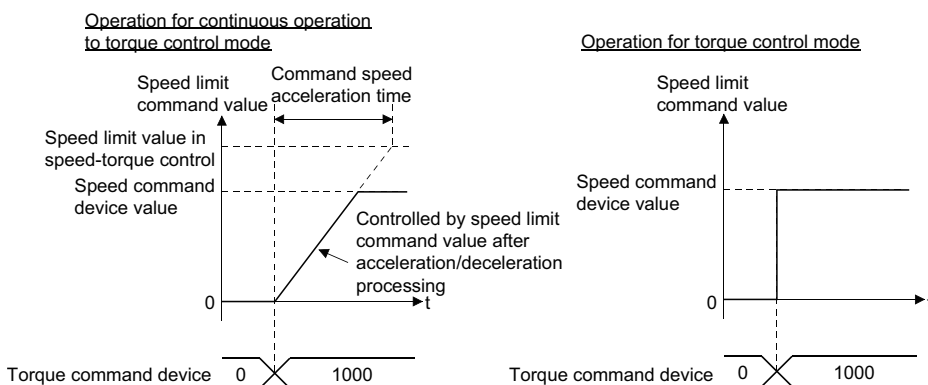 Operation for continuous operation
to torque control mode
Speed limit
command value
Command speed
acceleration time
Speed limit value in
speed-torque control
Speed command
device value
Controlled by speed limit
command value after
acceleration/deceleration
processing
0
t
Torque command device
0
1000
Operation for torque control mode
Speed limit
command value
Speed command
device value
0
Torque command device
0
1000